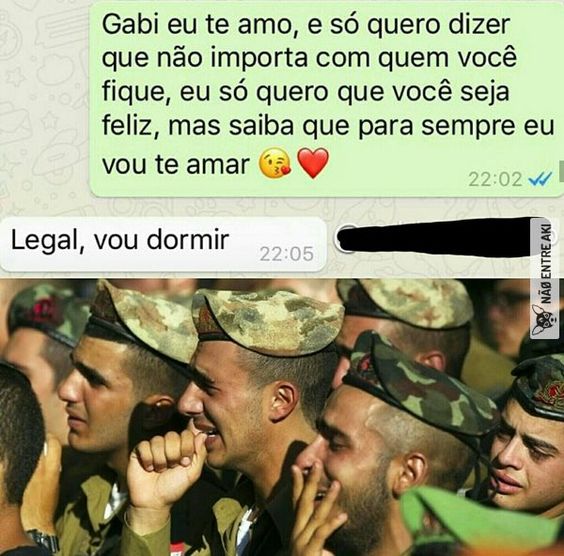 Gabi eu te amo, e só quero dizer
que não importa com quem você
fique, eu só quero que você seja
feliz, mas saiba que para sempre eu
vou te amar 😘❤️
22:02
Legal, vou dormir
22:05
NÃØ ENTRE AKI